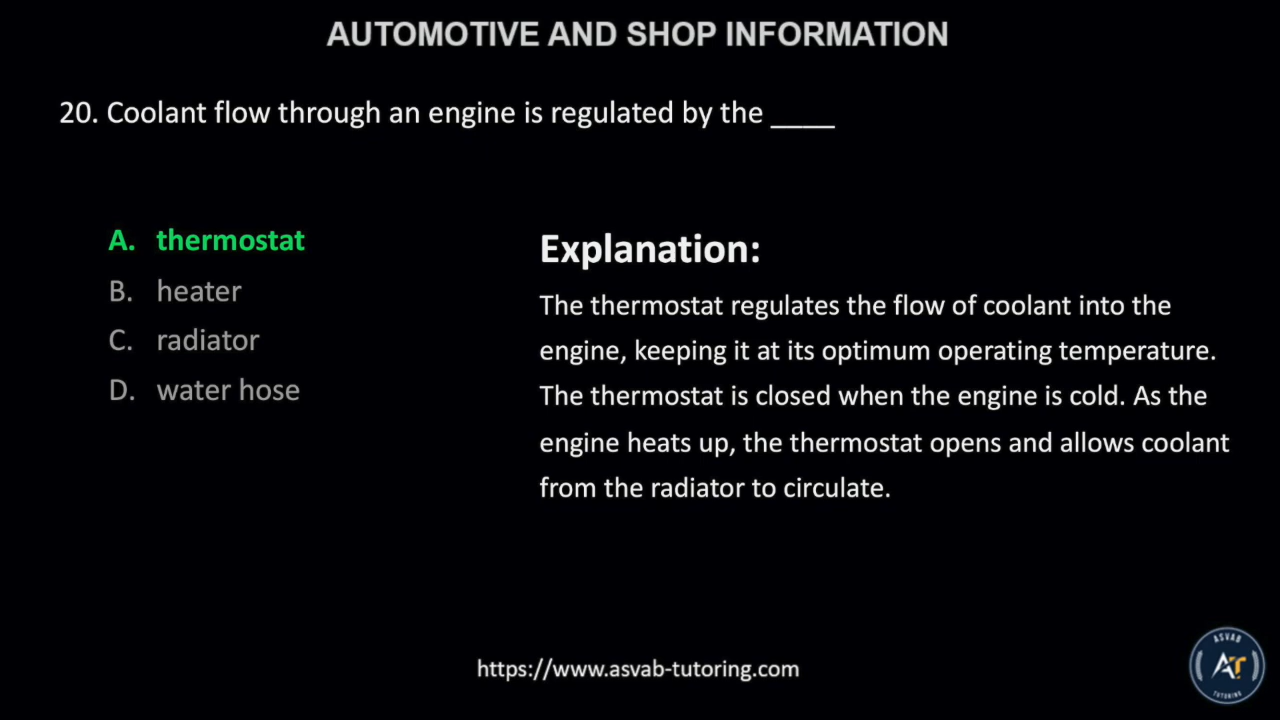 AUTOMOTIVE AND SHOP INFORMATION
20. Coolant flow through an engine is regulated by the ____
A. thermostat
B. heater
C. radiator
D. water hose
Explanation:
The thermostat regulates the flow of coolant into the
engine, keeping it at its optimum operating temperature.
The thermostat is closed when the engine is cold. As the
engine heats up, the thermostat opens and allows coolant
from the radiator to circulate.
https://www.asvab-tutoring.com
ASVAB
AT
TUTORING